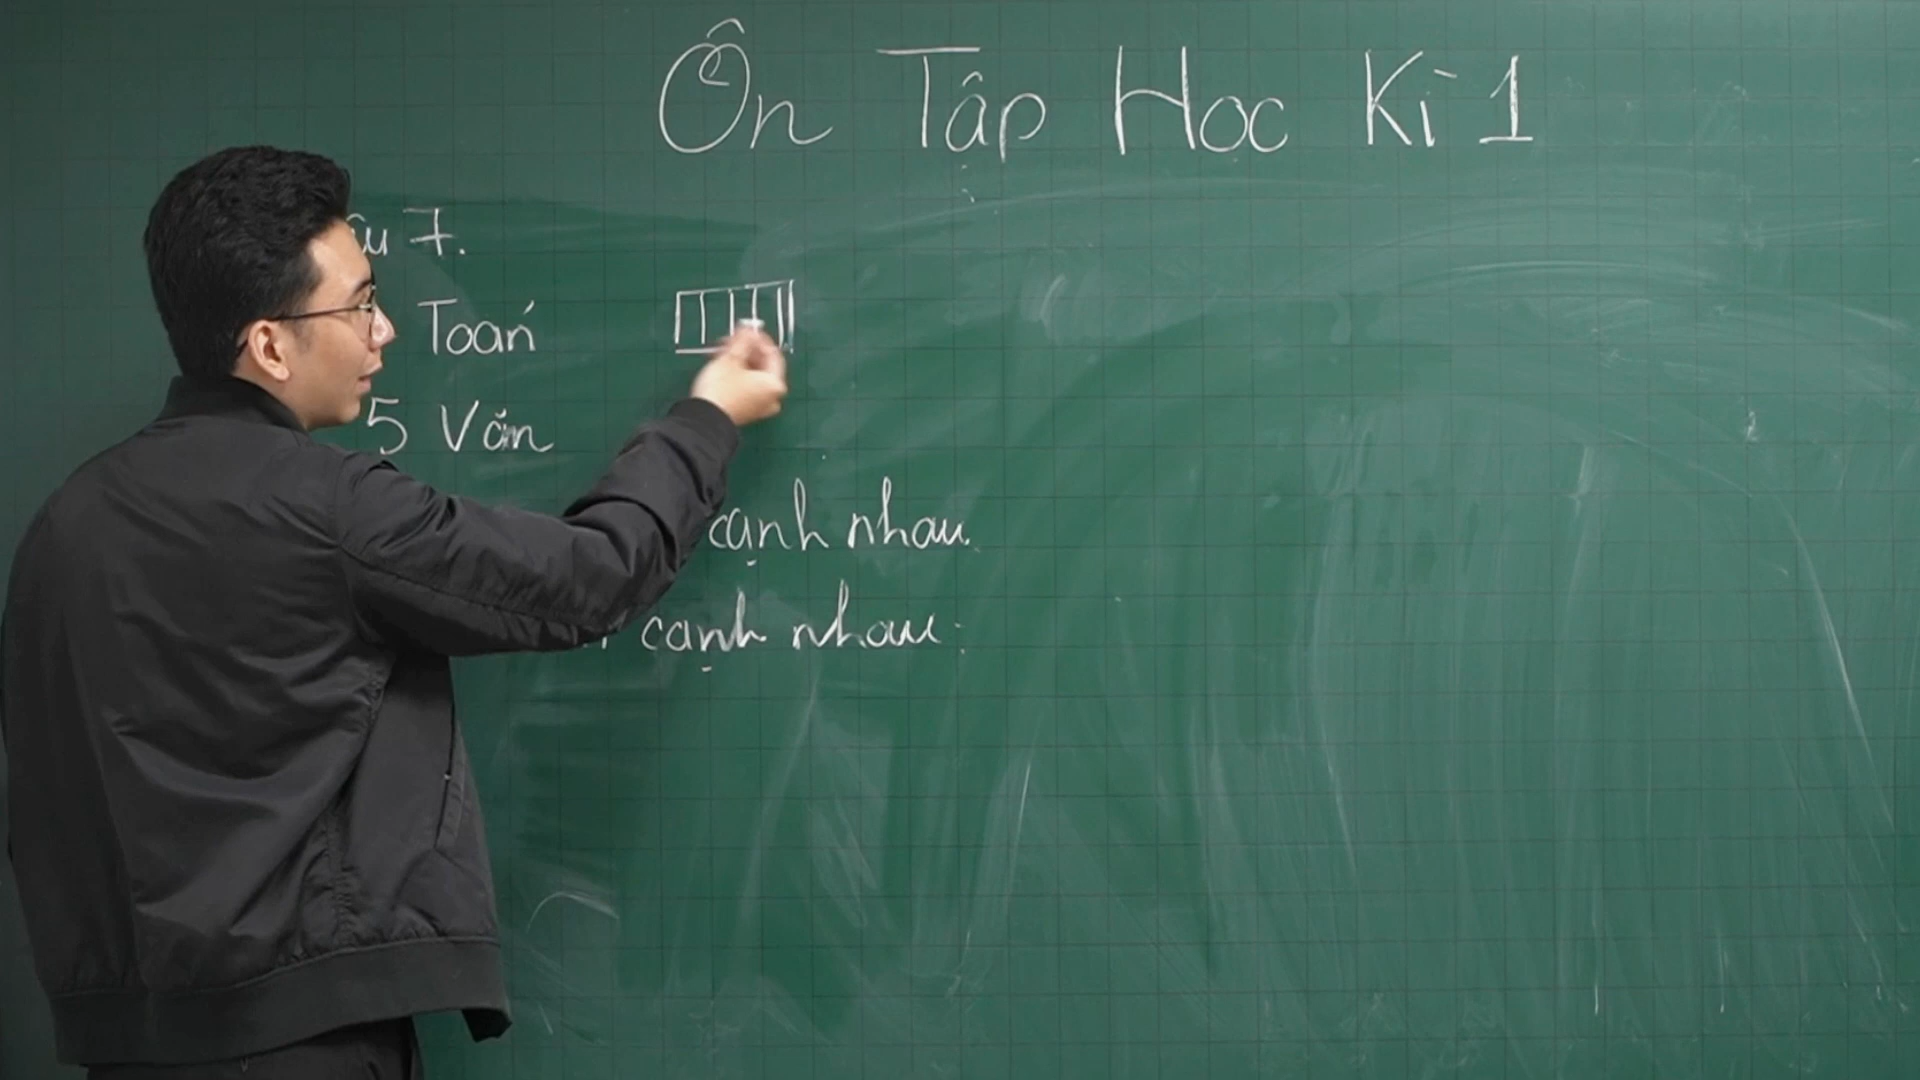 Ôn Tập Học Kì 1
7.
Toán
5 Văn
cạnh nhau.
cạnh nhau: